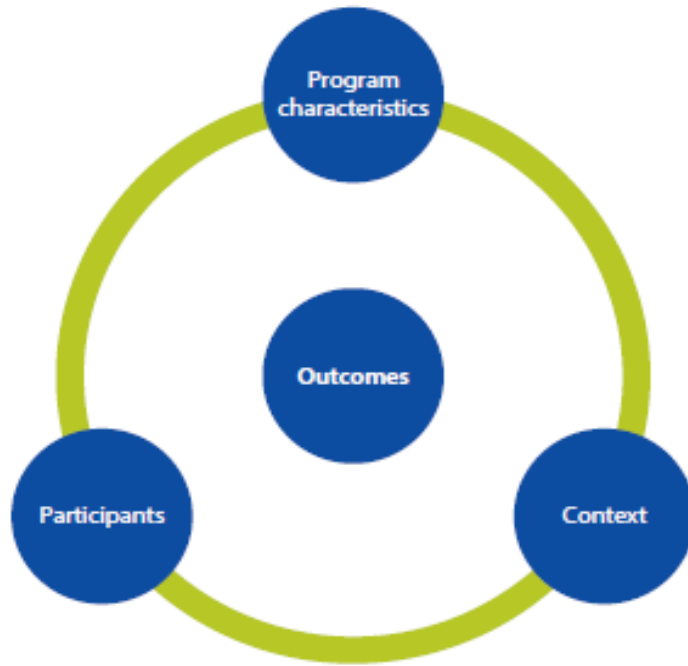 Program
characteristics
Outcomes
Participants
Context